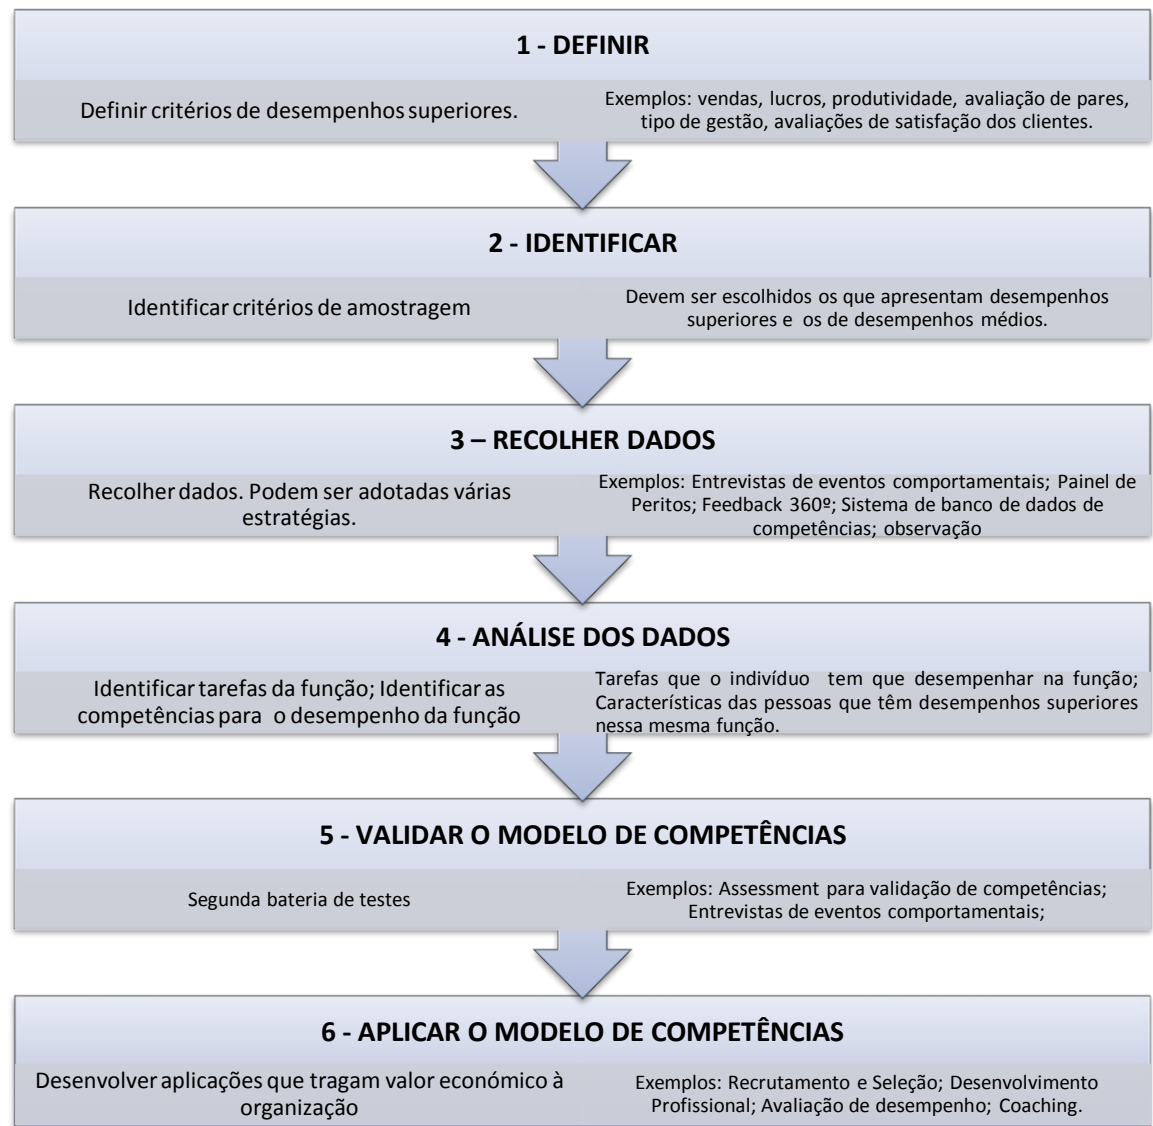 1 - DEFINIR
Definir critérios de desempenhos superiores.
Exemplos: vendas, lucros, produtividade, avaliação de pares,
tipo de gestão, avaliações de satisfação dos clientes.
2 - IDENTIFICAR
Identificar critérios de amostragem
Devem ser escolhidos os que apresentam desempenhos
superiores e os de desempenhos médios.
3 – RECOLHER DADOS
Recolher dados. Podem ser adotadas várias
estratégias.
Exemplos: Entrevistas de eventos comportamentais; Painel de
Peritos; Feedback 360º; Sistema de banco de dados de
competências; observação
4 - ANÁLISE DOS DADOS
Identificar tarefas da função; Identificar as
competências para o desempenho da função
Tarefas que o indivíduo tem que desempenhar na função;
Características das pessoas que têm desempenhos superiores
nessa mesma função.
5 - VALIDAR O MODELO DE COMPETÊNCIAS
Segunda bateria de testes
Exemplos: Assessment para validação de competências;
Entrevistas de eventos comportamentais;
6 - APLICAR O MODELO DE COMPETÊNCIAS
Desenvolver aplicações que tragam valor económico à
organização
Exemplos: Recrutamento e Seleção; Desenvolvimento
Profissional; Avaliação de desempenho; Coaching.